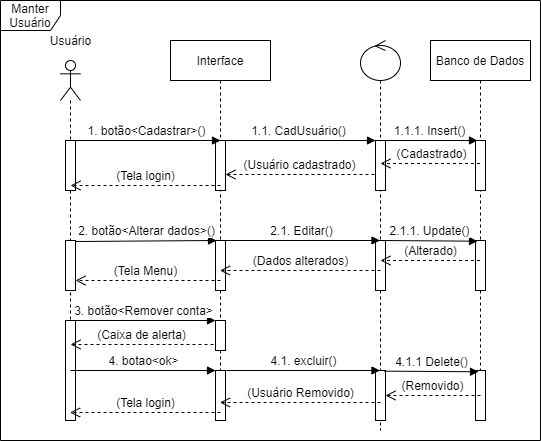 Manter
Usuário
Usuário
Interface
Banco de Dados
1. botão<Cadastrar>()
1.1. CadUsuário()
1.1.1. Insert()
(Cadastrado)
(Usuário cadastrado)
(Tela login)
2. botão<Alterar dados>()
2.1. Editar()
2.1.1. Update()
(Alterado)
(Dados alterados)
(Tela Menu)
3. botão<Remover conta>
(Caixa de alerta)
4. botao<ok>
4.1. excluir()
4.1.1 Delete()
(Removido)
(Usuário Removido)
(Tela login)